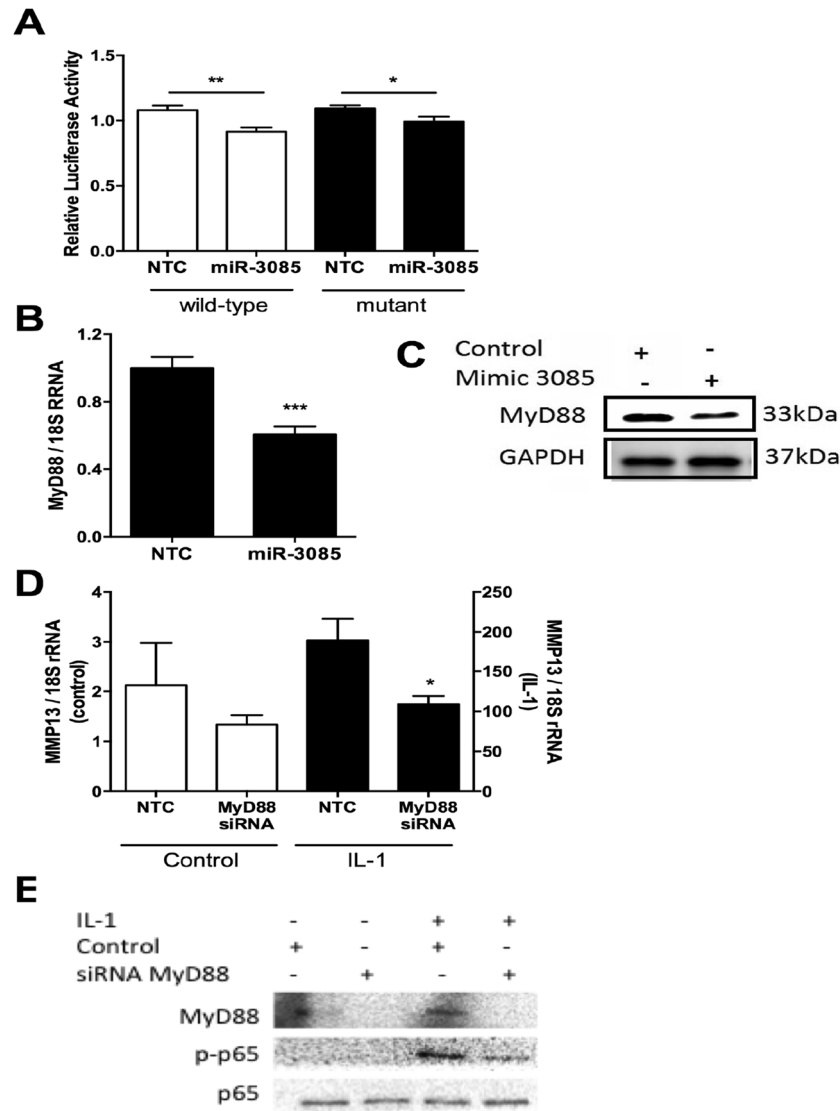 A
Relative Luciferase Activity
1.5
1.0
0.5
0.0
**
*
NTC miR-3085 NTC miR-3085
wild-type mutant
B
MyD88 / 18S RRNA
1.2
0.8
0.4
0.0
***
NTC miR-3085
C
Control + -
Mimic 3085 - +
MyD88 33kDa
GAPDH 37kDa
D
MMP13 / 18S rRNA
(control)
4
3
2
1
0
*
250
200
150
100
50
0
MMP13 / 18S rRNA
(IL-1)
NTC MyD88 siRNA NTC MyD88 siRNA
Control IL-1
E
IL-1 - - + +
Control + - + -
siRNA MyD88 - + - +
MyD88
p-p65
p65